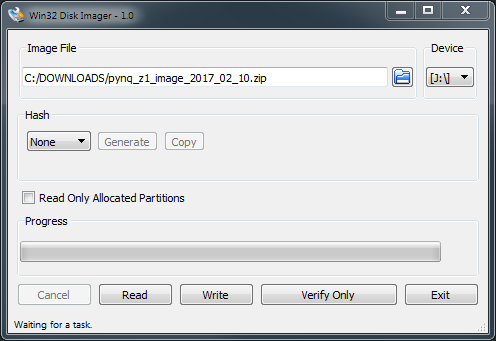 Win32 Disk Imager - 1.0
Image File
Device
C:/DOWNLOADS/pynq_z1_image_2017_02_10.zip
[J:\]
Hash
None
Generate
Copy
Read Only Allocated Partitions
Progress
Cancel
Read
Write
Verify Only
Exit
Waiting for a task.